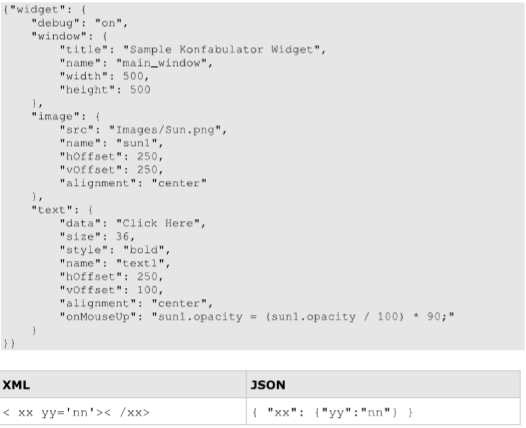 {"widget": {
    "debug": "on",
    "window": {
        "title": "Sample Konfabulator Widget",
        "name": "main_window",
        "width": 500,
        "height": 500
    },
    "image": {
        "src": "Images/Sun.png",
        "name": "sun1",
        "hOffset": 250,
        "vOffset": 250,
        "alignment": "center"
    },
    "text": {
        "data": "Click Here",
        "size": 36,
        "style": "bold",
        "name": "text1",
        "hOffset": 250,
        "vOffset": 100,
        "alignment": "center",
        "onMouseUp": "sun1.opacity = (sun1.opacity / 100) * 90;"
    }
}}
XML JSON
< xx yy='nn'>< /xx> { "xx": {"yy":"nn"} }